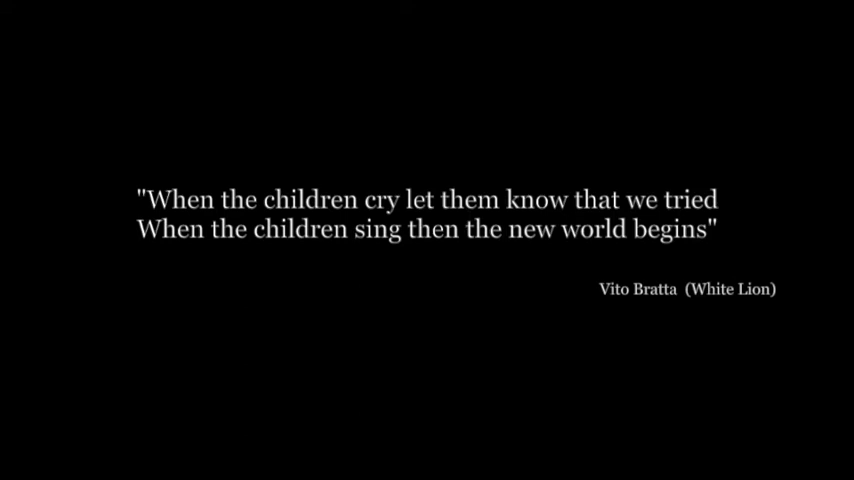 "When the children cry let them know that we tried
When the children sing then the new world begins"
Vito Bratta (White Lion)